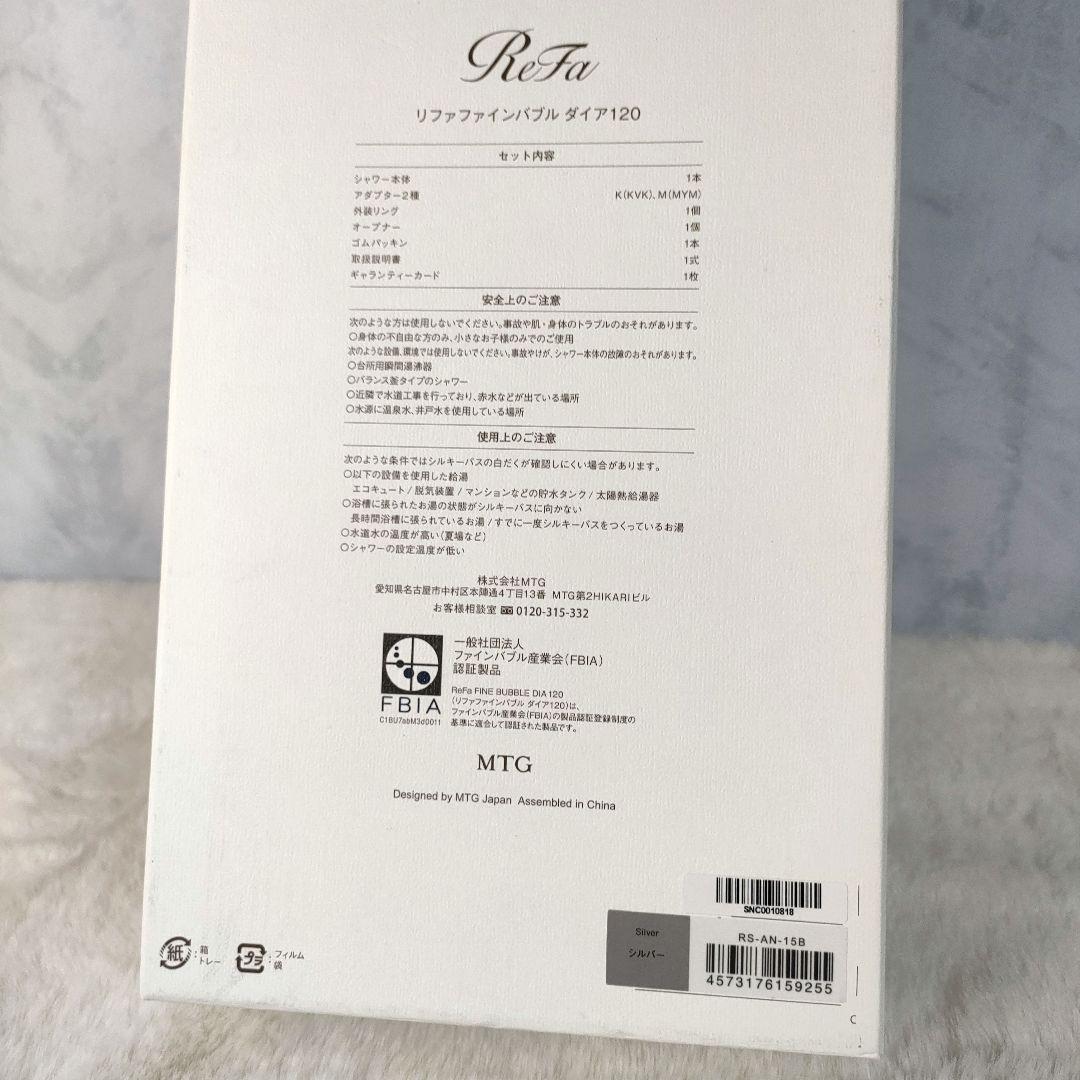 ReFa
リファファインバブル ダイア120
セット内容
シャワー本体 1本
アダプター2種 K(KVK)、M(MYM)
外装リング 1個
オープナー 1個
ゴムパッキン 1本
取扱説明書 1式
ギャランティーカード 1枚
安全上のご注意
次のような方は使用しないでください。事故や肌・身体のトラブルのおそれがあります。
○身体の不自由な方のみ、小さなお子様のみでのご使用
次のような設備、環境では使用しないでください。事故やけが、シャワー本体の故障のおそれがあります。
○台所用瞬間湯沸器
○バランス釜タイプのシャワー
○近隣で水道工事を行っており、赤水などが出ている場所
○水源に温泉水、井戸水を使用している場所
使用上のご注意
次のような条件ではシルキーバスの白だくが確認しにくい場合があります。
○以下の設備を使用した給湯
エコキュート/脱気装置/マンションなどの貯水タンク/太陽熱給湯器
○浴槽に張られたお湯の状態がシルキーバスに向かない
長時間浴槽に張られているお湯/すでに一度シルキーバスをつくっているお湯
○水道水の温度が高い(夏場など)
○シャワーの設定温度が低い
株式会社MTG
愛知県名古屋市中村区本陣通4丁目13番 MTG第2HIKARIビル
お客様相談室 0120-315-332
一般社団法人
ファインバブル産業会(FBIA)
認証製品
FBIA
C1BU7abM3d0011
ReFa FINE BUBBLE DIA 120
(リファファインバブル ダイア120)は、
ファインバブル産業会(FBIA)の製品認証登録制度の
基準に適合して認証された製品です。
MTG
Designed by MTG Japan Assembled in China
SNC0010818
Silver
シルバー
RS-AN-15B
4573176159255
紙
:箱
トレー
プラ
:フィルム
袋